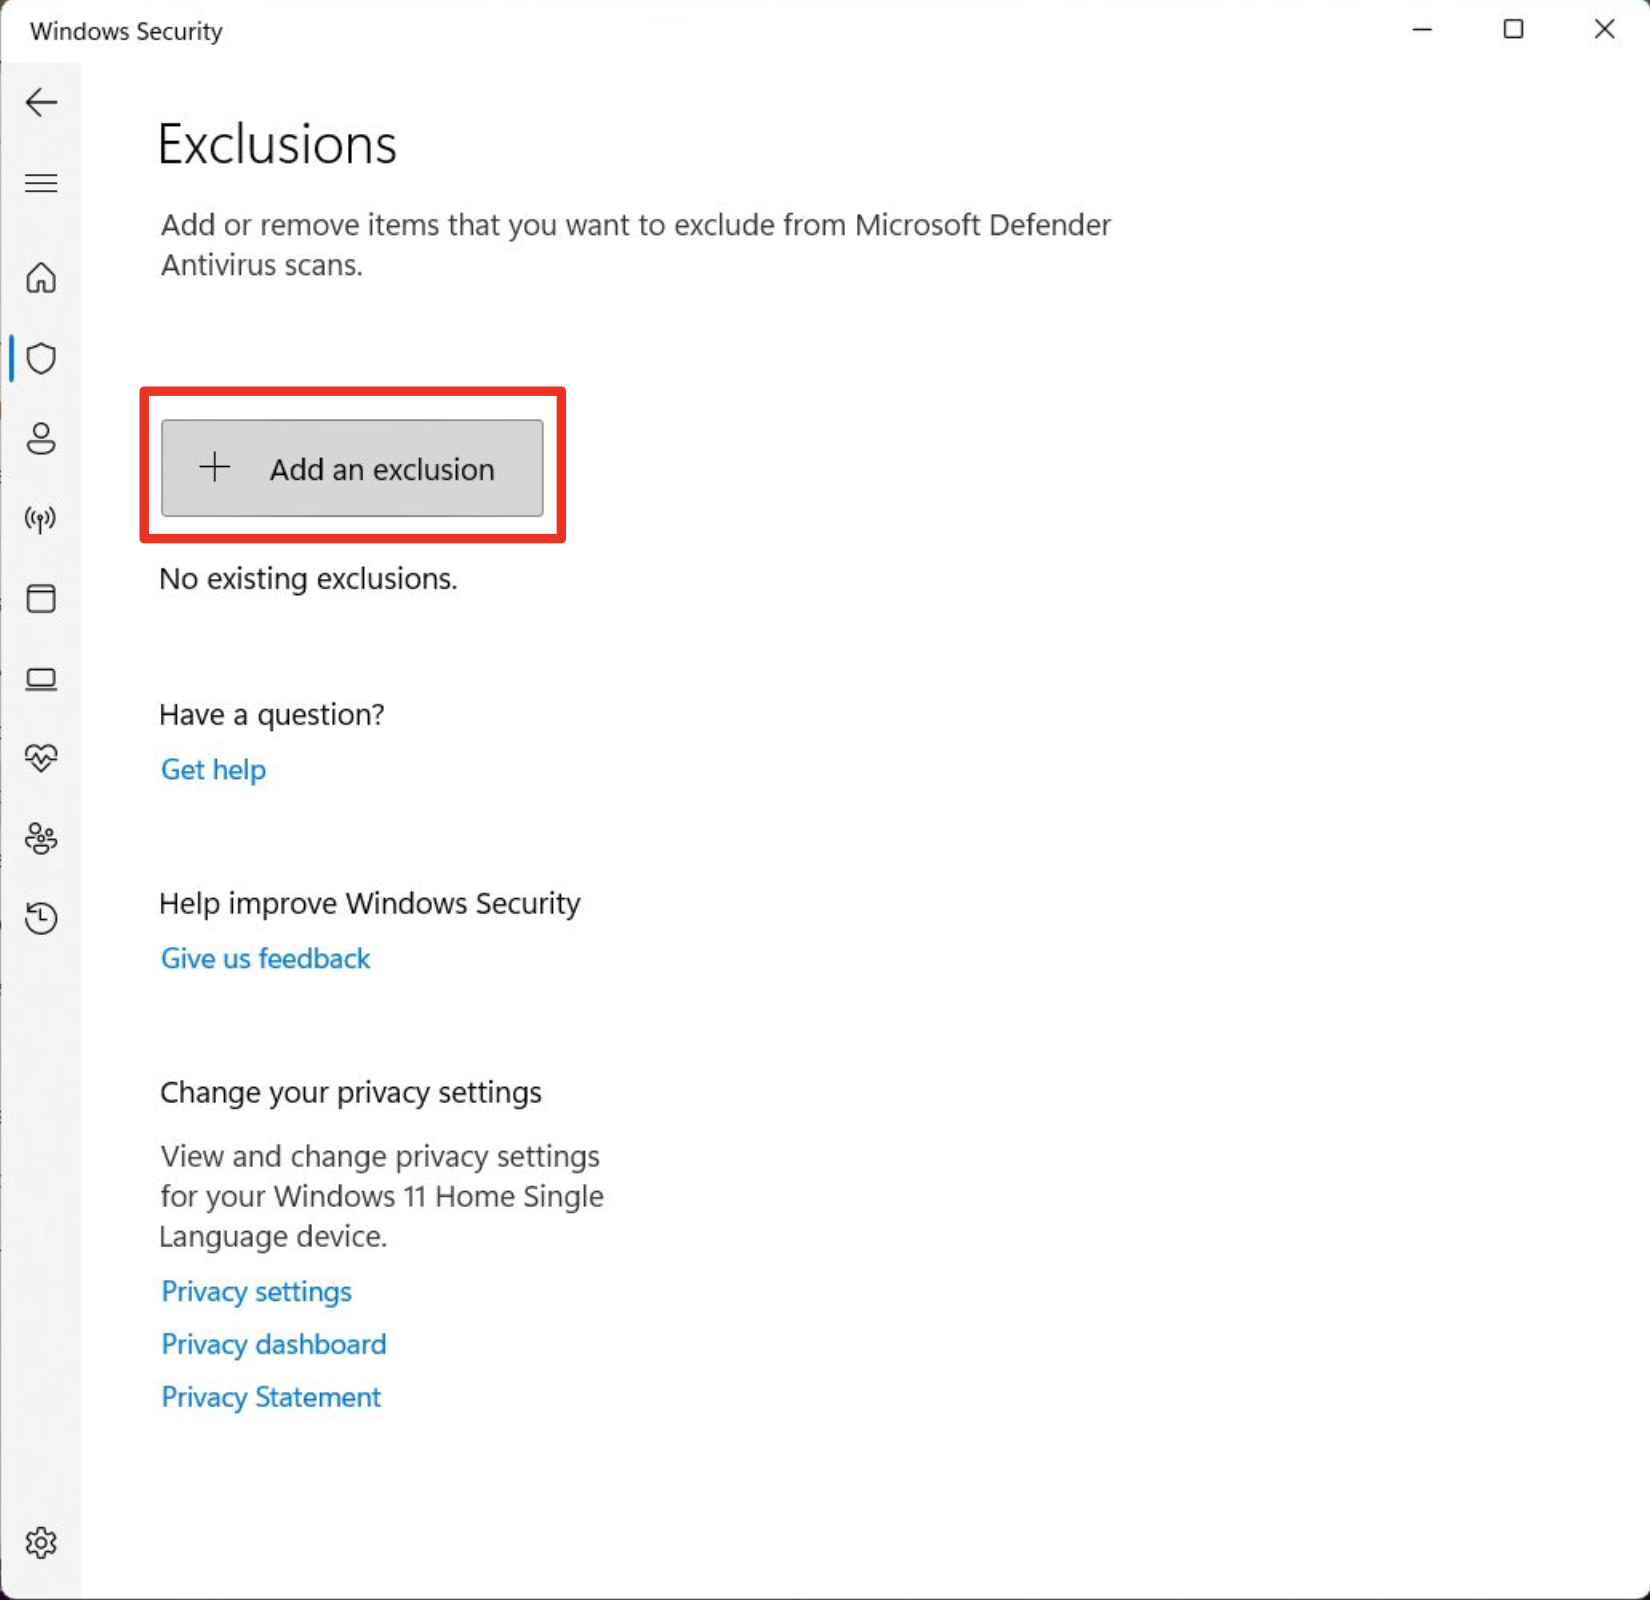 Windows Security
Exclusions
Add or remove items that you want to exclude from Microsoft Defender
Antivirus scans.
Add an exclusion
No existing exclusions.
Have a question?
Get help
Help improve Windows Security
Give us feedback
Change your privacy settings
View and change privacy settings
for your Windows 11 Home Single
Language device.
Privacy settings
Privacy dashboard
Privacy Statement